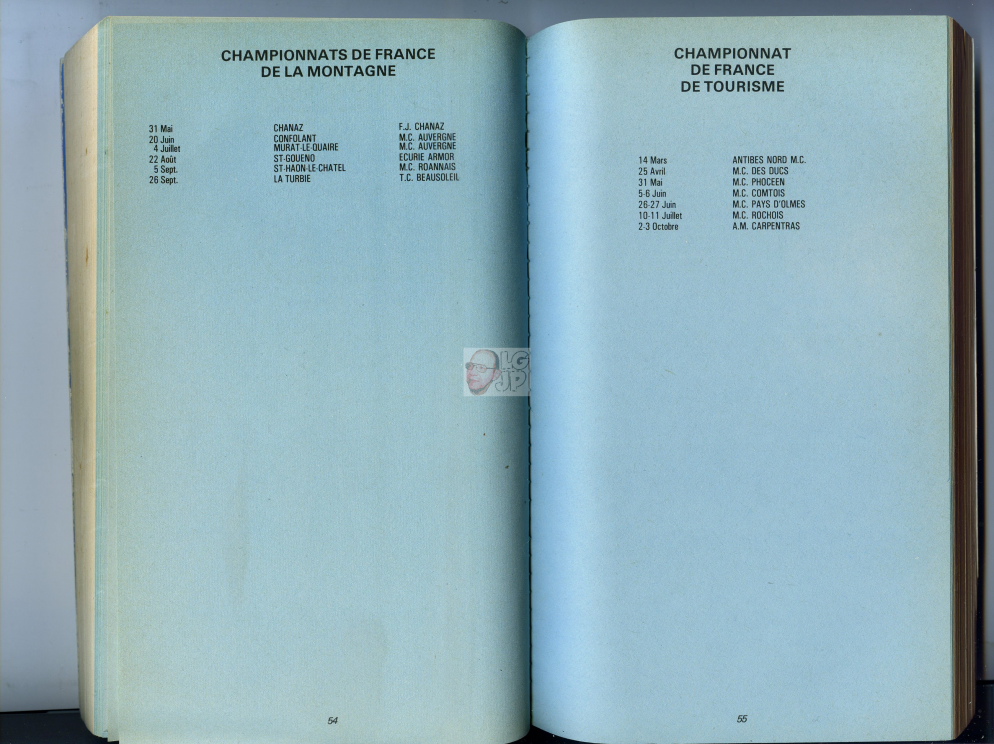 CHAMPIONNATS DE FRANCE
DE LA MONTAGNE
31 Mai CHANAZ F.J. CHANAZ
20 Juin CONFOLANT M.C. AUVERGNE
4 Juillet MURAT-LE-QUAIRE M.C. AUVERGNE
22 Août ST-GOUENO ECURIE ARMOR
5 Sept. ST-HAON-LE-CHATEL M.C. ROANNAIS
26 Sept. LA TURBIE T.C. BEAUSOLEIL
54
CHAMPIONNAT
DE FRANCE
DE TOURISME
14 Mars ANTIBES NORD M.C.
25 Avril M.C. DES DUCS
31 Mai M.C. PHOCEEN
5-6 Juin M.C. COMTOIS
26-27 Juin M.C. PAYS D'OLMES
10-11 Juillet M.C. ROCHOIS
2-3 Octobre A.M. CARPENTRAS
55
LG
JP